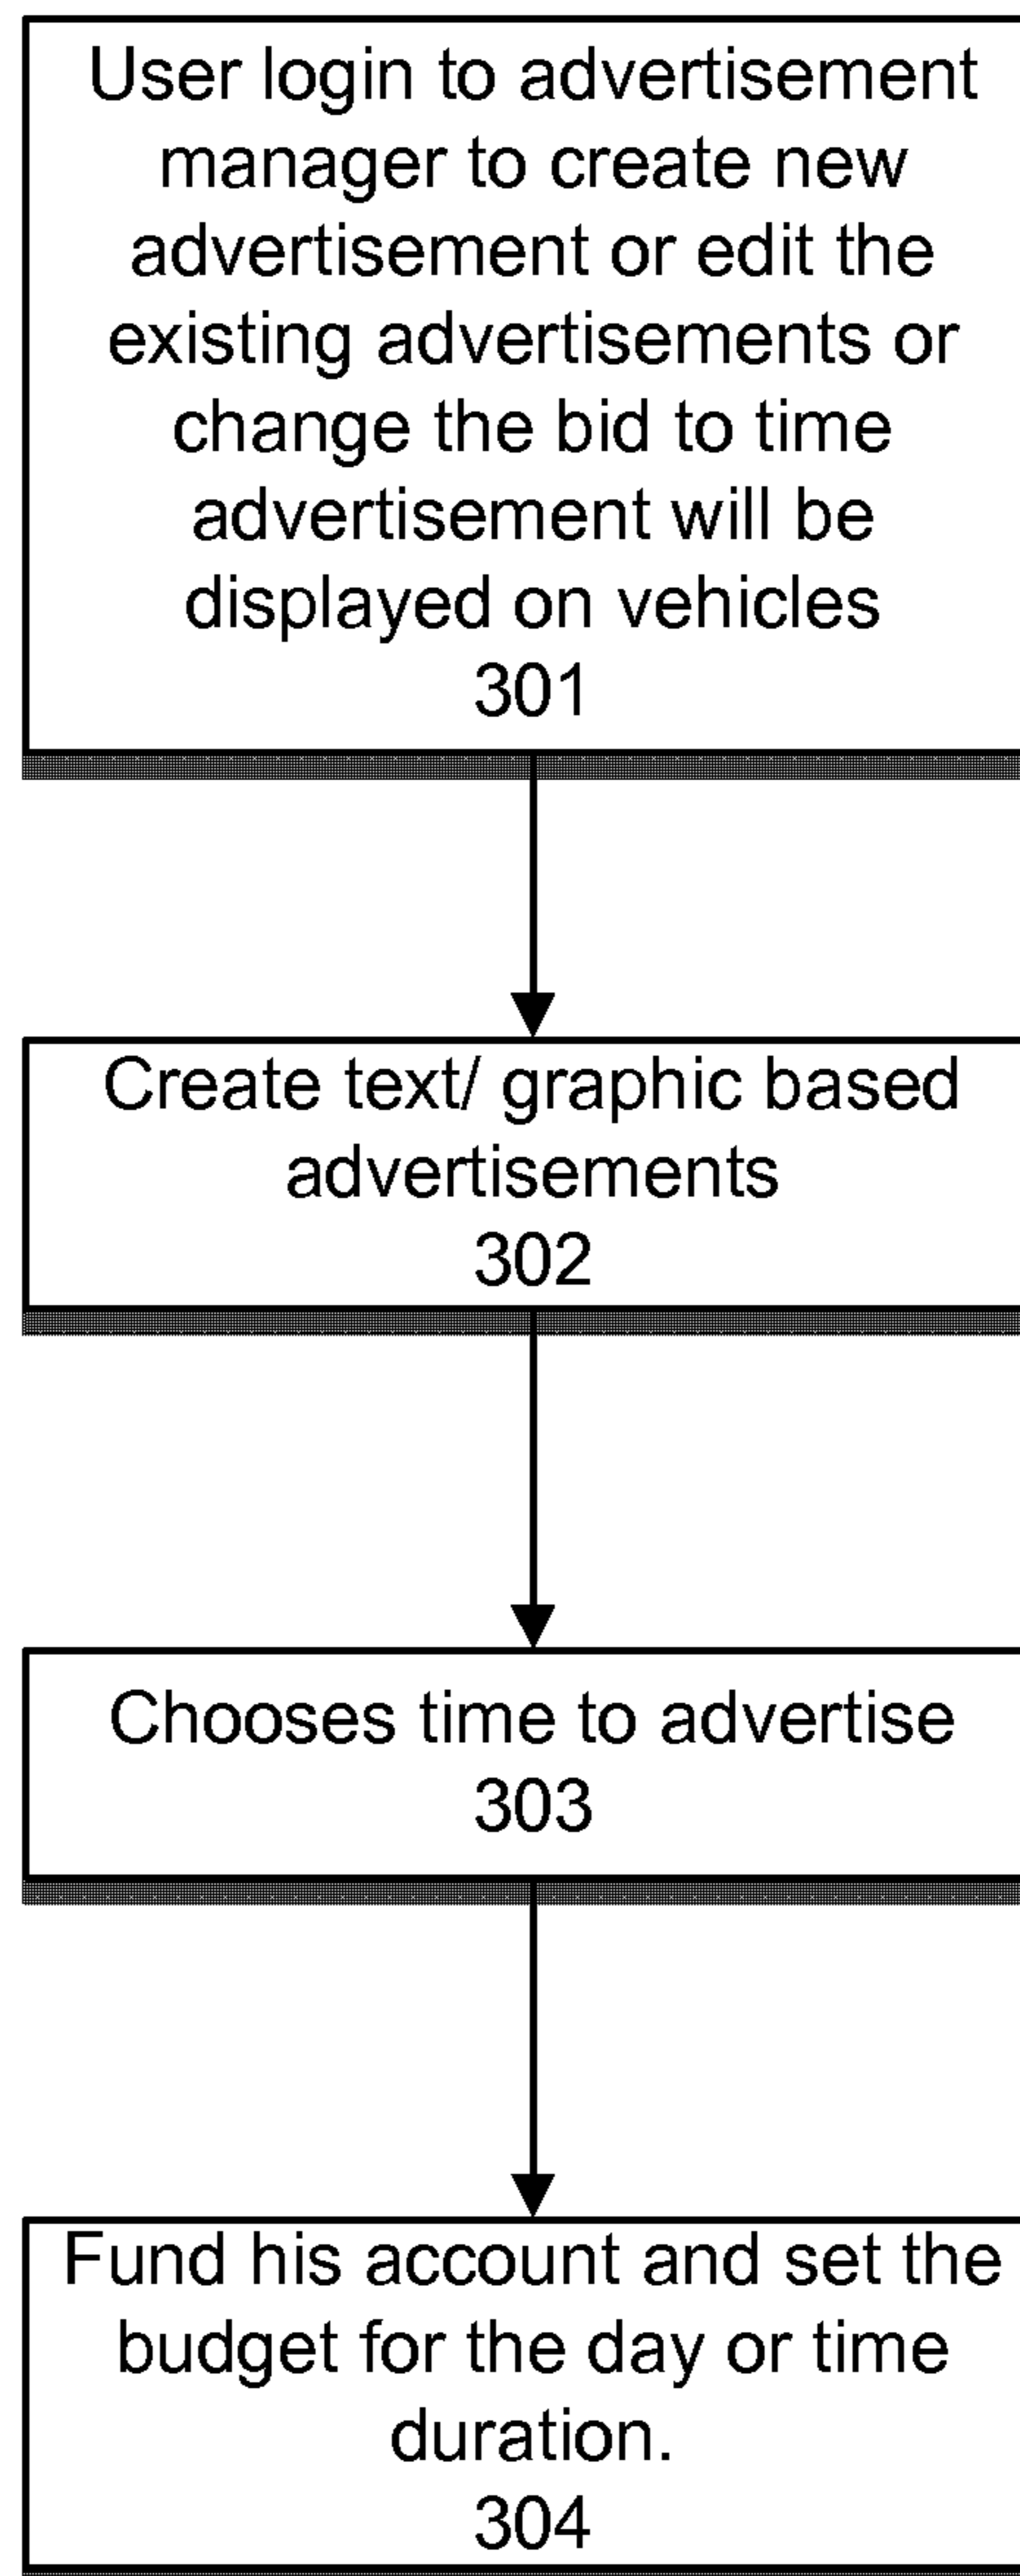 User login to advertisement
manager to create new
advertisement or edit the
existing advertisements or
change the bid to time
advertisement will be
displayed on vehicles
301
Create text/ graphic based
advertisements
302
Chooses time to advertise
303
Fund his account and set the
budget for the day or time
duration.
304